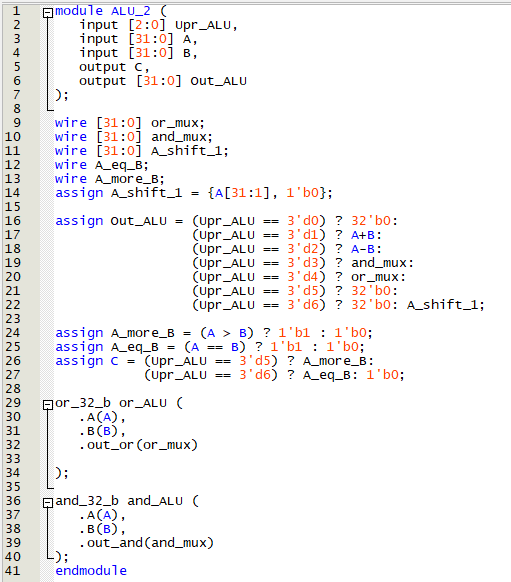 1 module ALU_2 (
2 input [2:0] Upr_ALU,
3 input [31:0] A,
4 input [31:0] B,
5 output C,
6 output [31:0] Out_ALU
7 );
8
9 wire [31:0] or_mux;
10 wire [31:0] and_mux;
11 wire [31:0] A_shift_1;
12 wire A_eq_B;
13 wire A_more_B;
14 assign A_shift_1 = {A[31:1], 1'b0};
15
16 assign Out_ALU = (Upr_ALU == 3'd0) ? 32'b0:
17 (Upr_ALU == 3'd1) ? A+B:
18 (Upr_ALU == 3'd2) ? A-B:
19 (Upr_ALU == 3'd3) ? and_mux:
20 (Upr_ALU == 3'd4) ? or_mux:
21 (Upr_ALU == 3'd5) ? 32'b0:
22 (Upr_ALU == 3'd6) ? 32'b0: A_shift_1;
23
24 assign A_more_B = (A > B) ? 1'b1 : 1'b0;
25 assign A_eq_B = (A == B) ? 1'b1 : 1'b0;
26 assign C = (Upr_ALU == 3'd5) ? A_more_B:
27 (Upr_ALU == 3'd6) ? A_eq_B: 1'b0;
28
29 or_32_b or_ALU (
30 .A(A),
31 .B(B),
32 .out_or(or_mux)
33
34 );
35
36 and_32_b and_ALU (
37 .A(A),
38 .B(B),
39 .out_and(and_mux)
40 );
41 endmodule